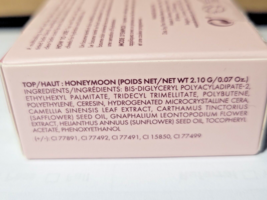 TOP/HAUT: HONEYMOON (POIDS NET/NET WT 2.10 G/0.07 Oz.)
INGREDIENTS/INGRÉDIENTS: BIS-DIGLYCERYL POLYACYLADIPATE-2,
ETHYLHEXYL PALMITATE, TRIDECYL TRIMELLITATE, POLYBUTENE,
POLYETHYLENE, CERESIN, HYDROGENATED MICROCRYSTALLINE CERA,
CAMELLIA SINENSIS LEAF EXTRACT, CARTHAMUS TINCTORIUS
(SAFFLOWER) SEED OIL, GNAPHALIUM LEONTOPODIUM FLOWER
EXTRACT, HELIANTHUS ANNUUS (SUNFLOWER) SEED OIL, TOCOPHERYL
ACETATE, PHENOXYETHANOL
(+/-) CI 77891, CI 77492, CI 77491, CI 15850, CI 77499